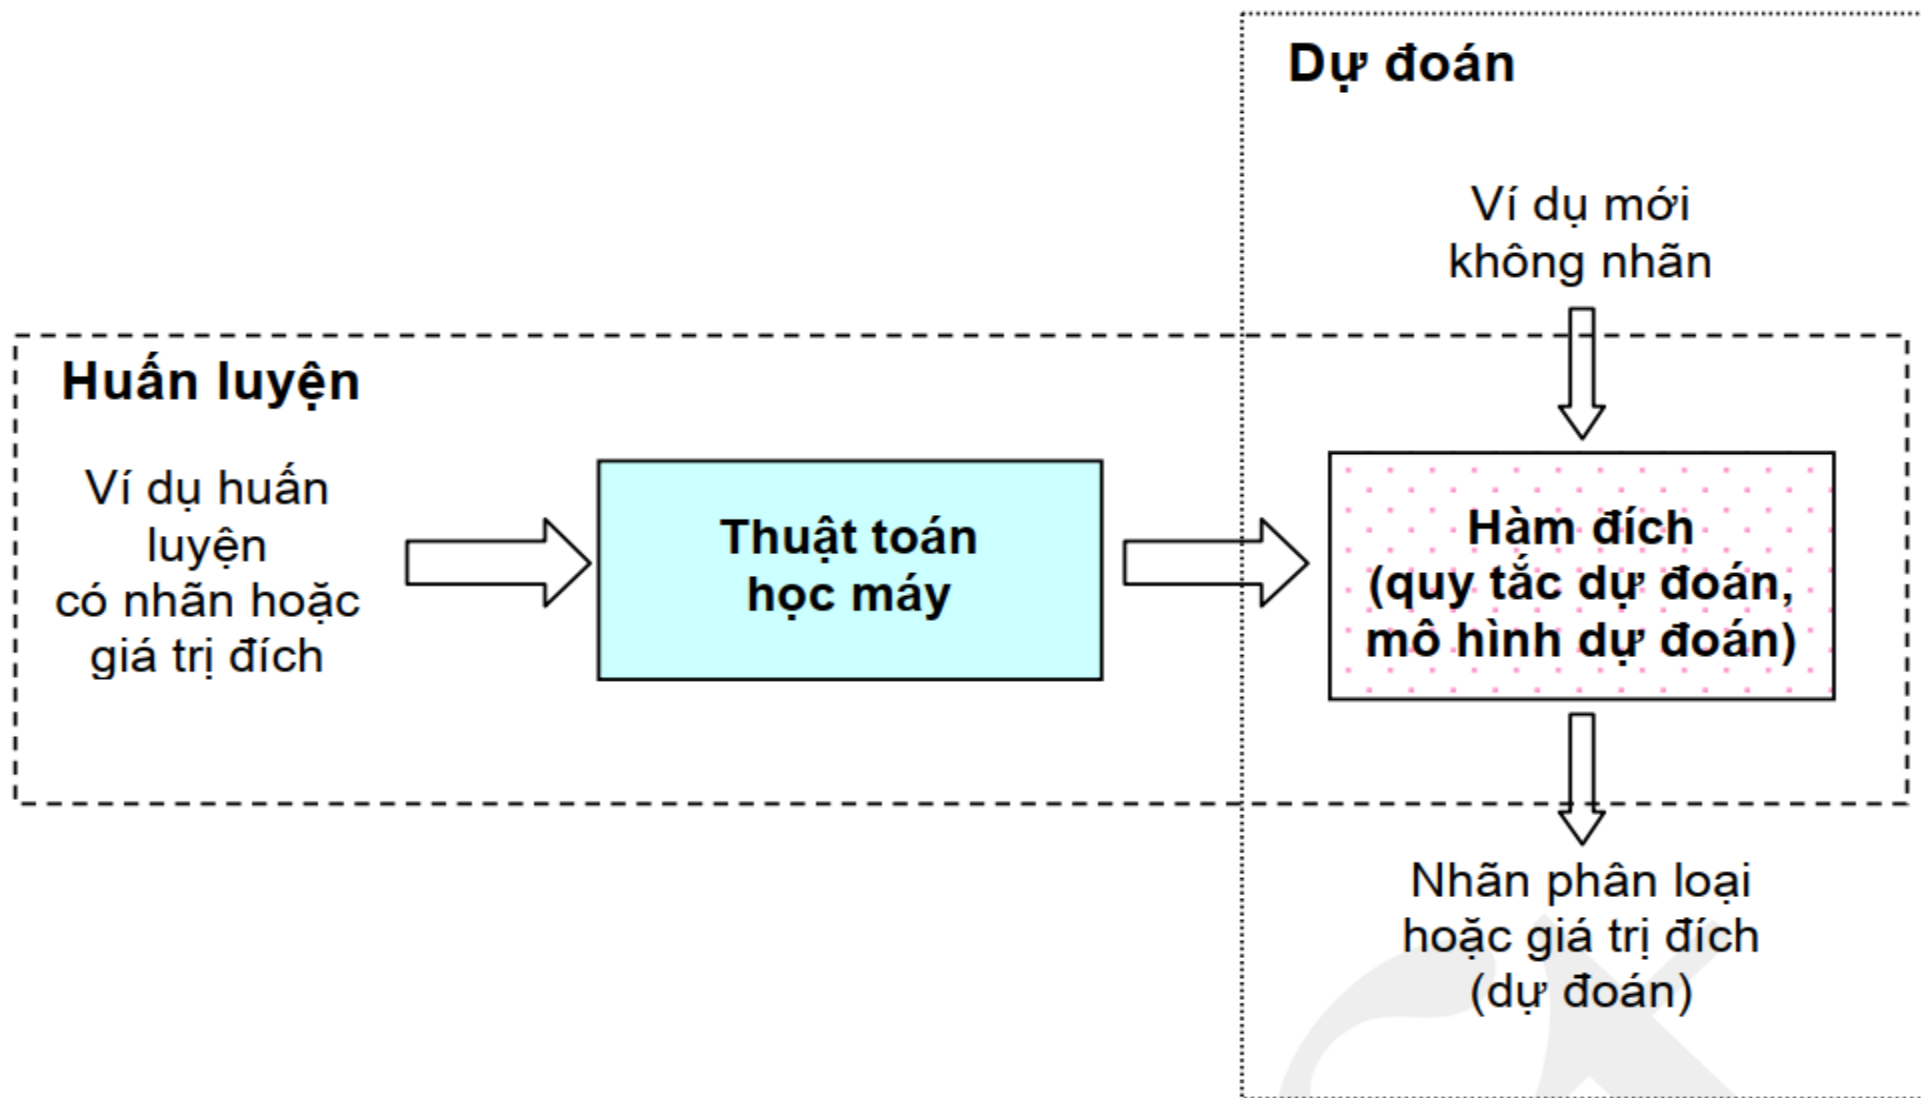 Dự đoán
Ví dụ mới
không nhãn
Huấn luyện
Ví dụ huấn
luyện
có nhãn hoặc
giá trị đích
Thuật toán
học máy
Hàm đích
(quy tắc dự đoán,
mô hình dự đoán)
Nhãn phân loại
hoặc giá trị đích
(dự đoán)